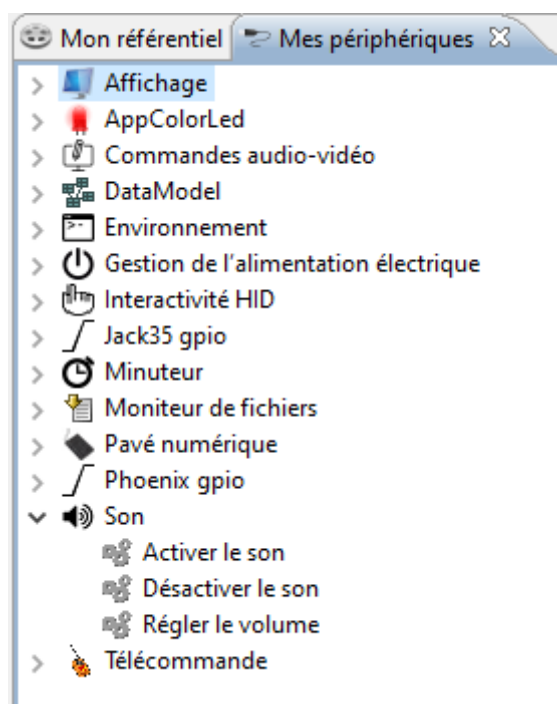 Mon référentiel Mes périphériques
Affichage
AppColorLed
Commandes audio-vidéo
DataModel
Environnement
Gestion de l'alimentation électrique
Interactivité HID
Jack35 gpio
Minuteur
Moniteur de fichiers
Pavé numérique
Phoenix gpio
Son
Activer le son
Désactiver le son
Régler le volume
Télécommande